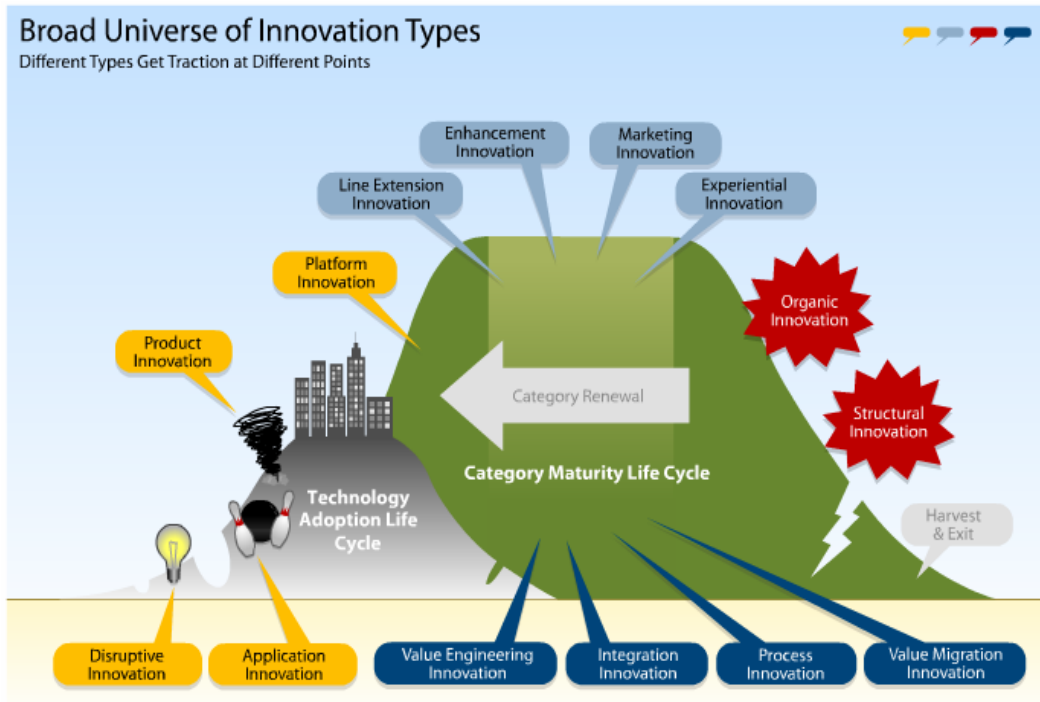 Broad Universe of Innovation Types
Different Types Get Traction at Different Points
Enhancement
Innovation
Marketing
Innovation
Line Extension
Innovation
Experiential
Innovation
Platform
Innovation
Organic
Innovation
Product
Innovation
Category Renewal
Structural
Innovation
Category Maturity Life Cycle
Technology
Adoption Life
Cycle
Harvest
& Exit
Disruptive
Innovation
Application
Innovation
Value Engineering
Innovation
Integration
Innovation
Process
Innovation
Value Migration
Innovation